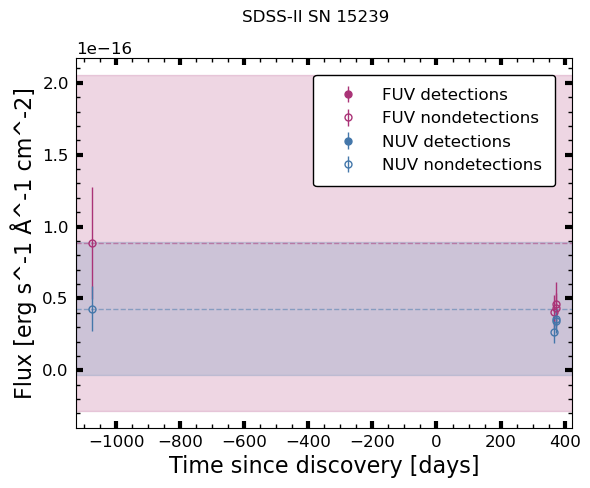 SDSS-II SN 15239
1e−16
Flux [erg s^-1 Å^-1 cm^-2]
2.0
1.5
1.0
0.5
0.0
FUV detections
FUV nondetections
NUV detections
NUV nondetections
−1000 −800 −600 −400 −200 0 200 400
Time since discovery [days]